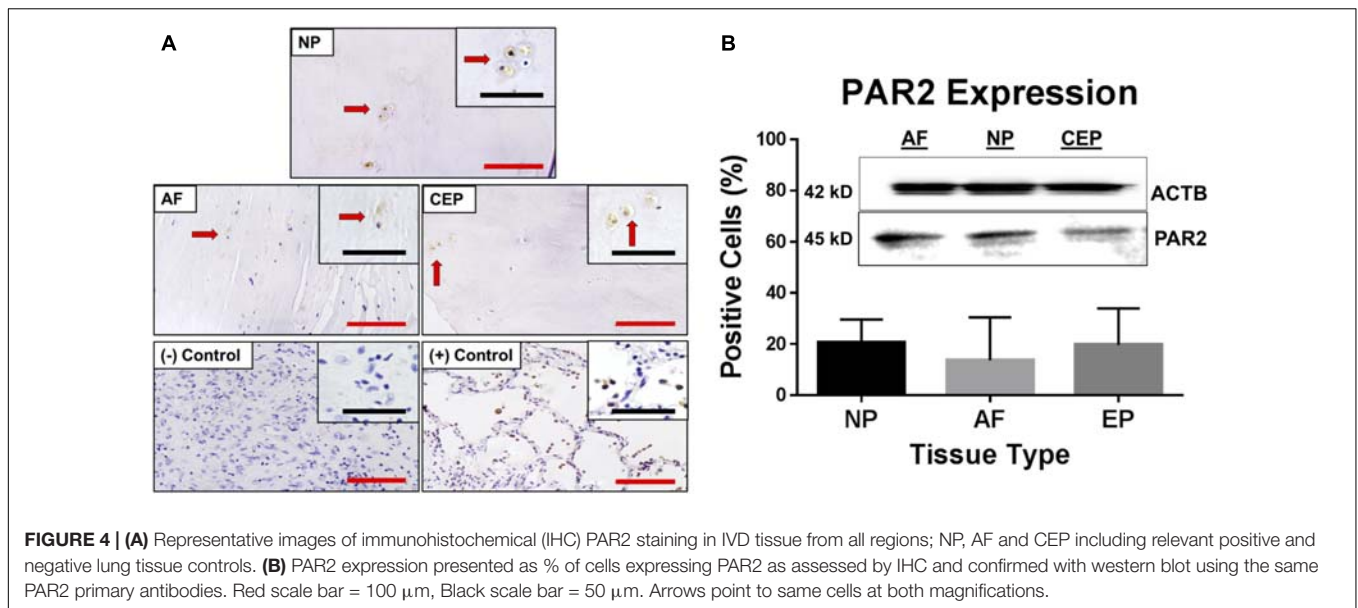 A
NP
AF
CEP
(-) Control
(+) Control
B
PAR2 Expression
Positive Cells (%)
100
80
60
40
20
0
AF NP CEP
42 kD ACTB
45 kD PAR2
NP AF EP
Tissue Type
FIGURE 4 | (A) Representative images of immunohistochemical (IHC) PAR2 staining in IVD tissue from all regions; NP, AF and CEP including relevant positive and
negative lung tissue controls. (B) PAR2 expression presented as % of cells expressing PAR2 as assessed by IHC and confirmed with western blot using the same
PAR2 primary antibodies. Red scale bar = 100 μm, Black scale bar = 50 μm. Arrows point to same cells at both magnifications.